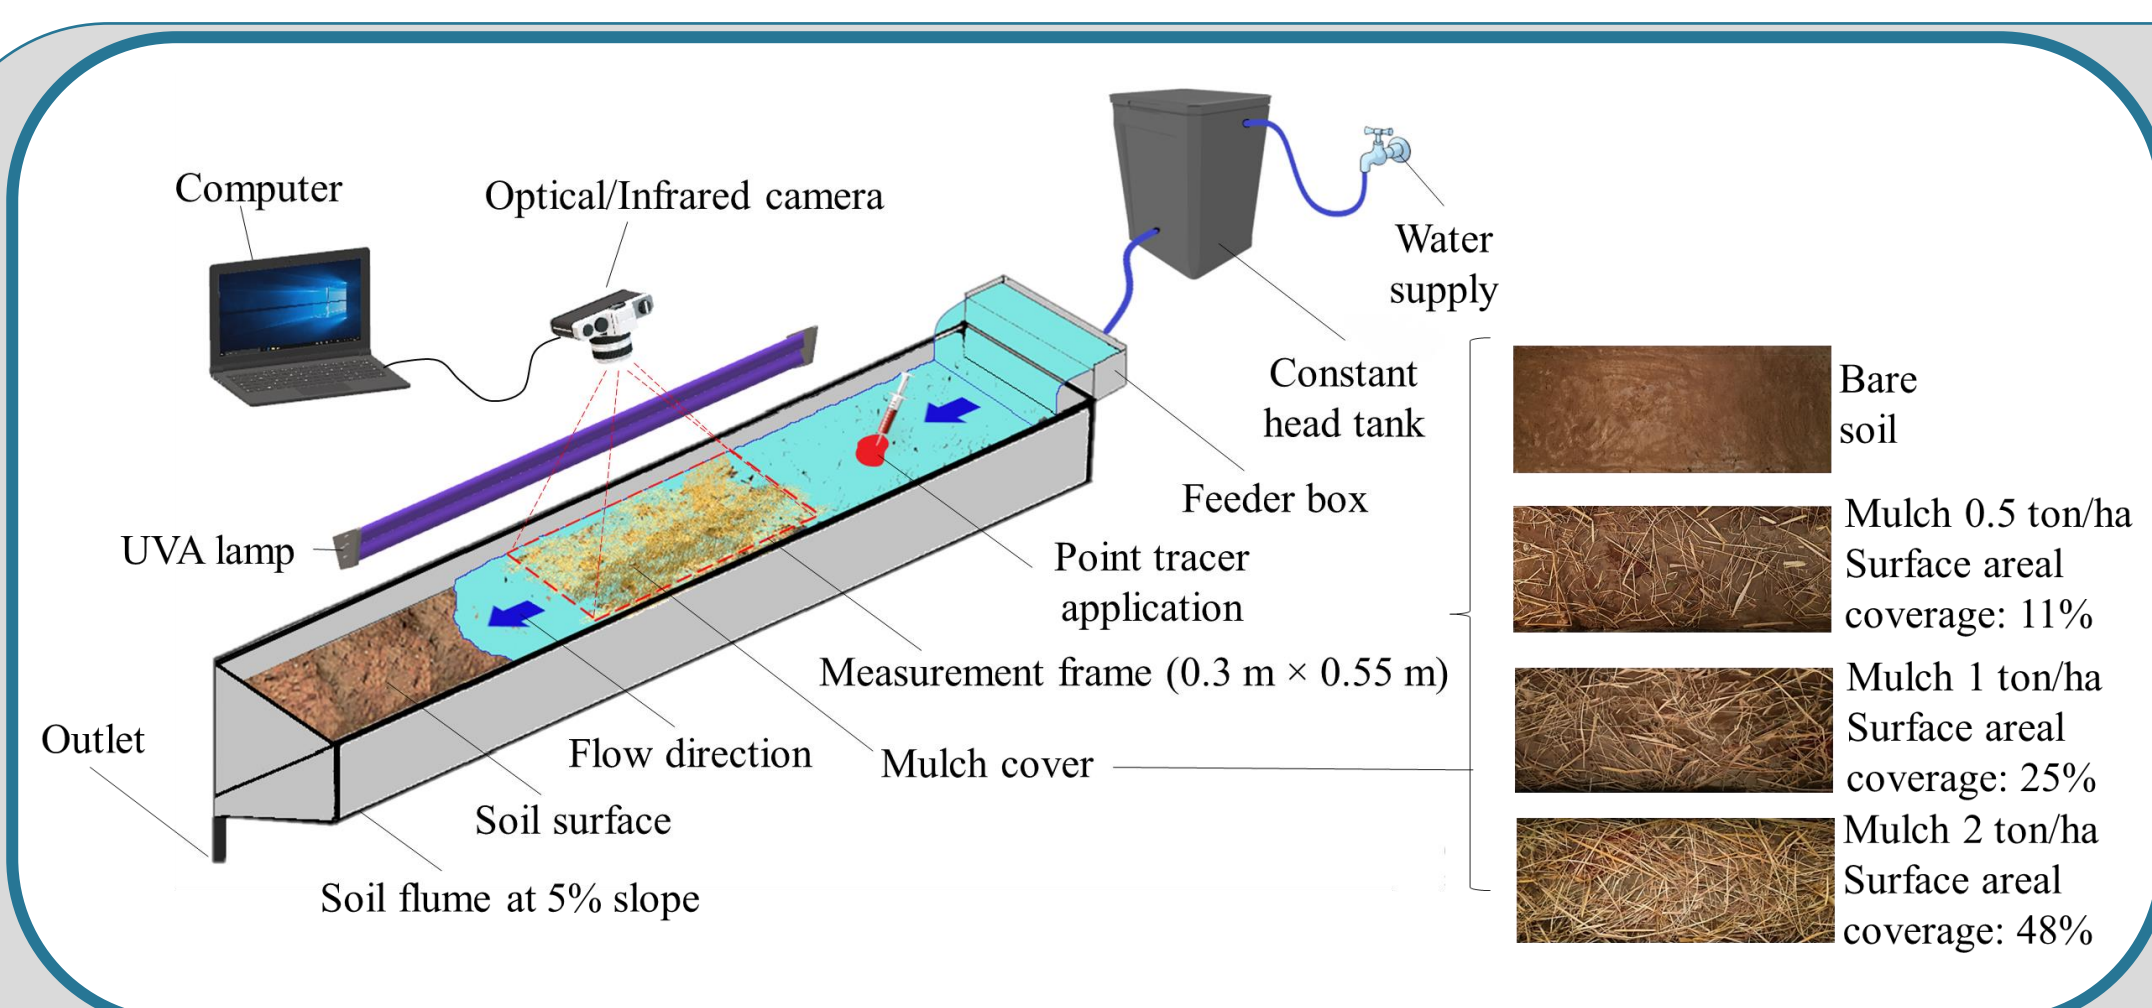 Computer
Optical/Infrared camera
Water
supply
Constant
head tank
Feeder box
UVA lamp
Point tracer
application
Measurement frame (0.3 m × 0.55 m)
Outlet
Flow direction
Mulch cover
Soil surface
Soil flume at 5% slope
Bare
soil
Mulch 0.5 ton/ha
Surface areal
coverage: 11%
Mulch 1 ton/ha
Surface areal
coverage: 25%
Mulch 2 ton/ha
Surface areal
coverage: 48%